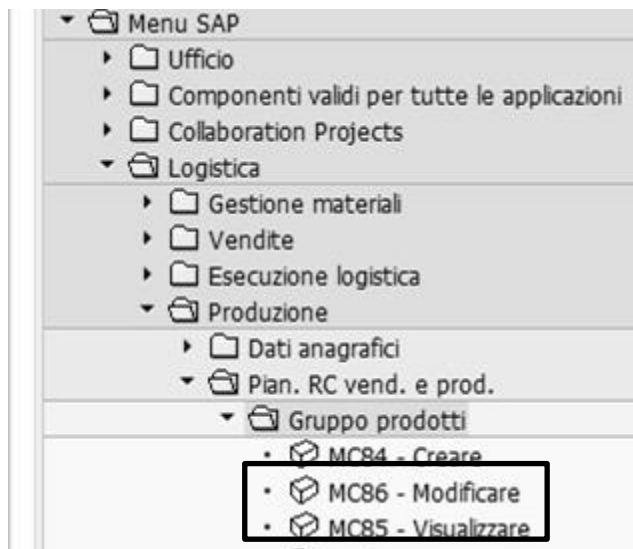 Menu SAP
Ufficio
Componenti validi per tutte le applicazioni
Collaboration Projects
Logistica
Gestione materiali
Vendite
Esecuzione logistica
Produzione
Dati anagrafici
Pian. RC vend. e prod.
Gruppo prodotti
MC84 - Creare
MC86 - Modificare
MC85 - Visualizzare